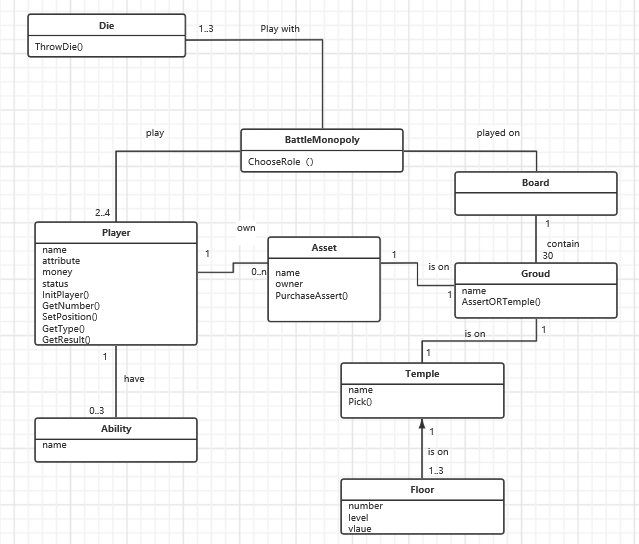 Die
ThrowDie()
1..3
Play with
BattleMonopoly
ChooseRole（）
play
played on
2..4
Board
Player
name
attribute
money
status
InitPlayer()
GetNumber()
SetPosition()
GetType()
GetResult()
own
1
0..n
Asset
name
owner
PurchaseAssert()
1
is on
1
1
contain
30
Groud
name
AssertORTemple()
1
is on
1
Temple
name
Pick()
1
have
0..3
Ability
name
1
is on
1..3
Floor
number
level
vlaue